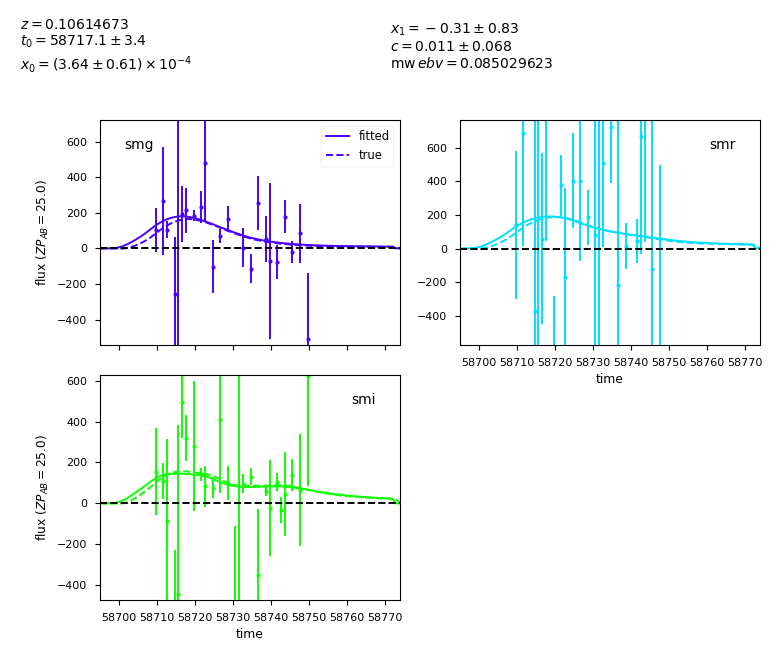 z = 0.10614673
t₀ = 58717.1 ± 3.4
x₀ = (3.64 ± 0.61) × 10⁻⁴
x₁ = −0.31 ± 0.83
c = 0.011 ± 0.068
mw ebv = 0.085029623
smg
fitted
true
600
400
200
0
−200
−400
flux (ZP_AB = 25.0)
smr
600
400
200
0
−200
−400
58700 58710 58720 58730 58740 58750 58760 58770
time
smi
600
400
200
0
−200
−400
flux (ZP_AB = 25.0)
58700 58710 58720 58730 58740 58750 58760 58770
time